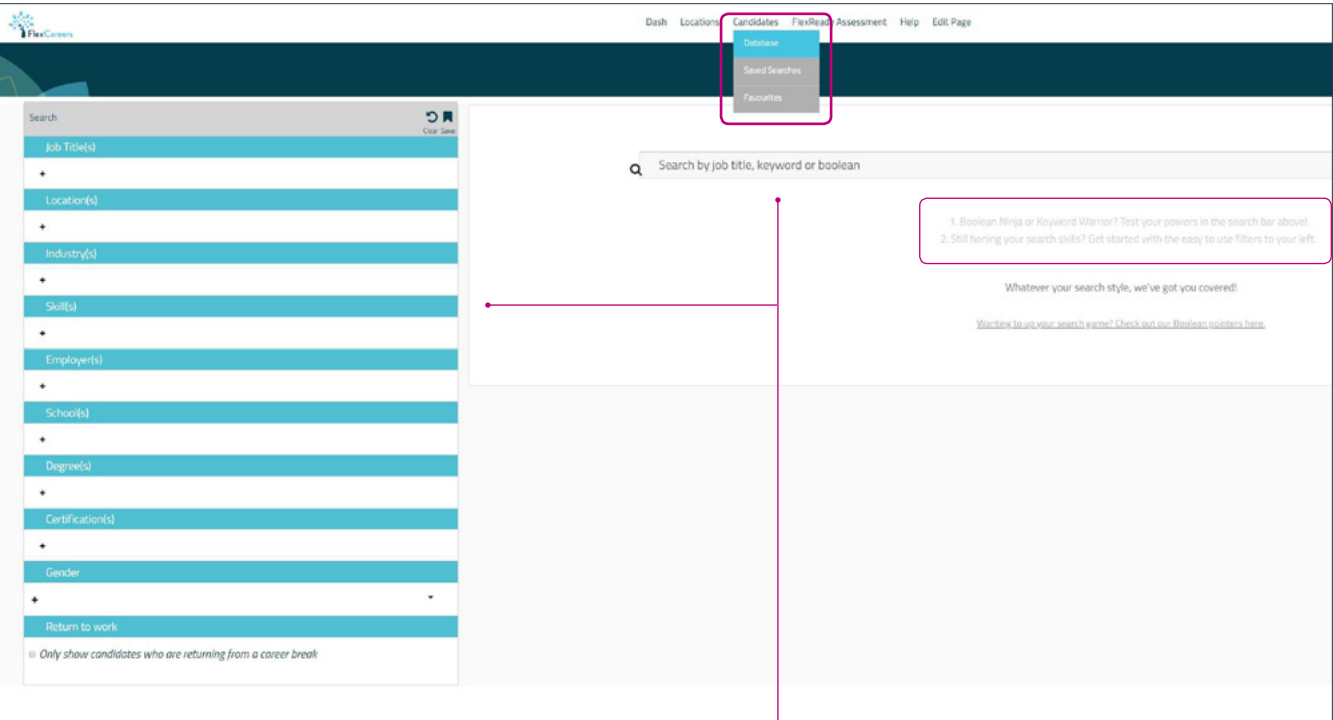 FlexCareers
Dash Locations Candidates FlexReady Assessment Help Edit Page
Database
Saved Searches
Favourites
Search
Clear Save
Job Title(s)
+
Location(s)
+
Industry(s)
+
Skill(s)
+
Employer(s)
+
School(s)
+
Degree(s)
+
Certification(s)
+
Gender
+
Return to work
Only show candidates who are returning from a career break
Search by job title, keyword or boolean
1. Boolean Ninja or Keyword Warrior? Test your powers in the search bar above!
2. Still honing your search skills? Get started with the easy to use filters to your left.
Whatever your search style, we've got you covered!
Wanting to up your search game? Check out our Boolean pointers here.